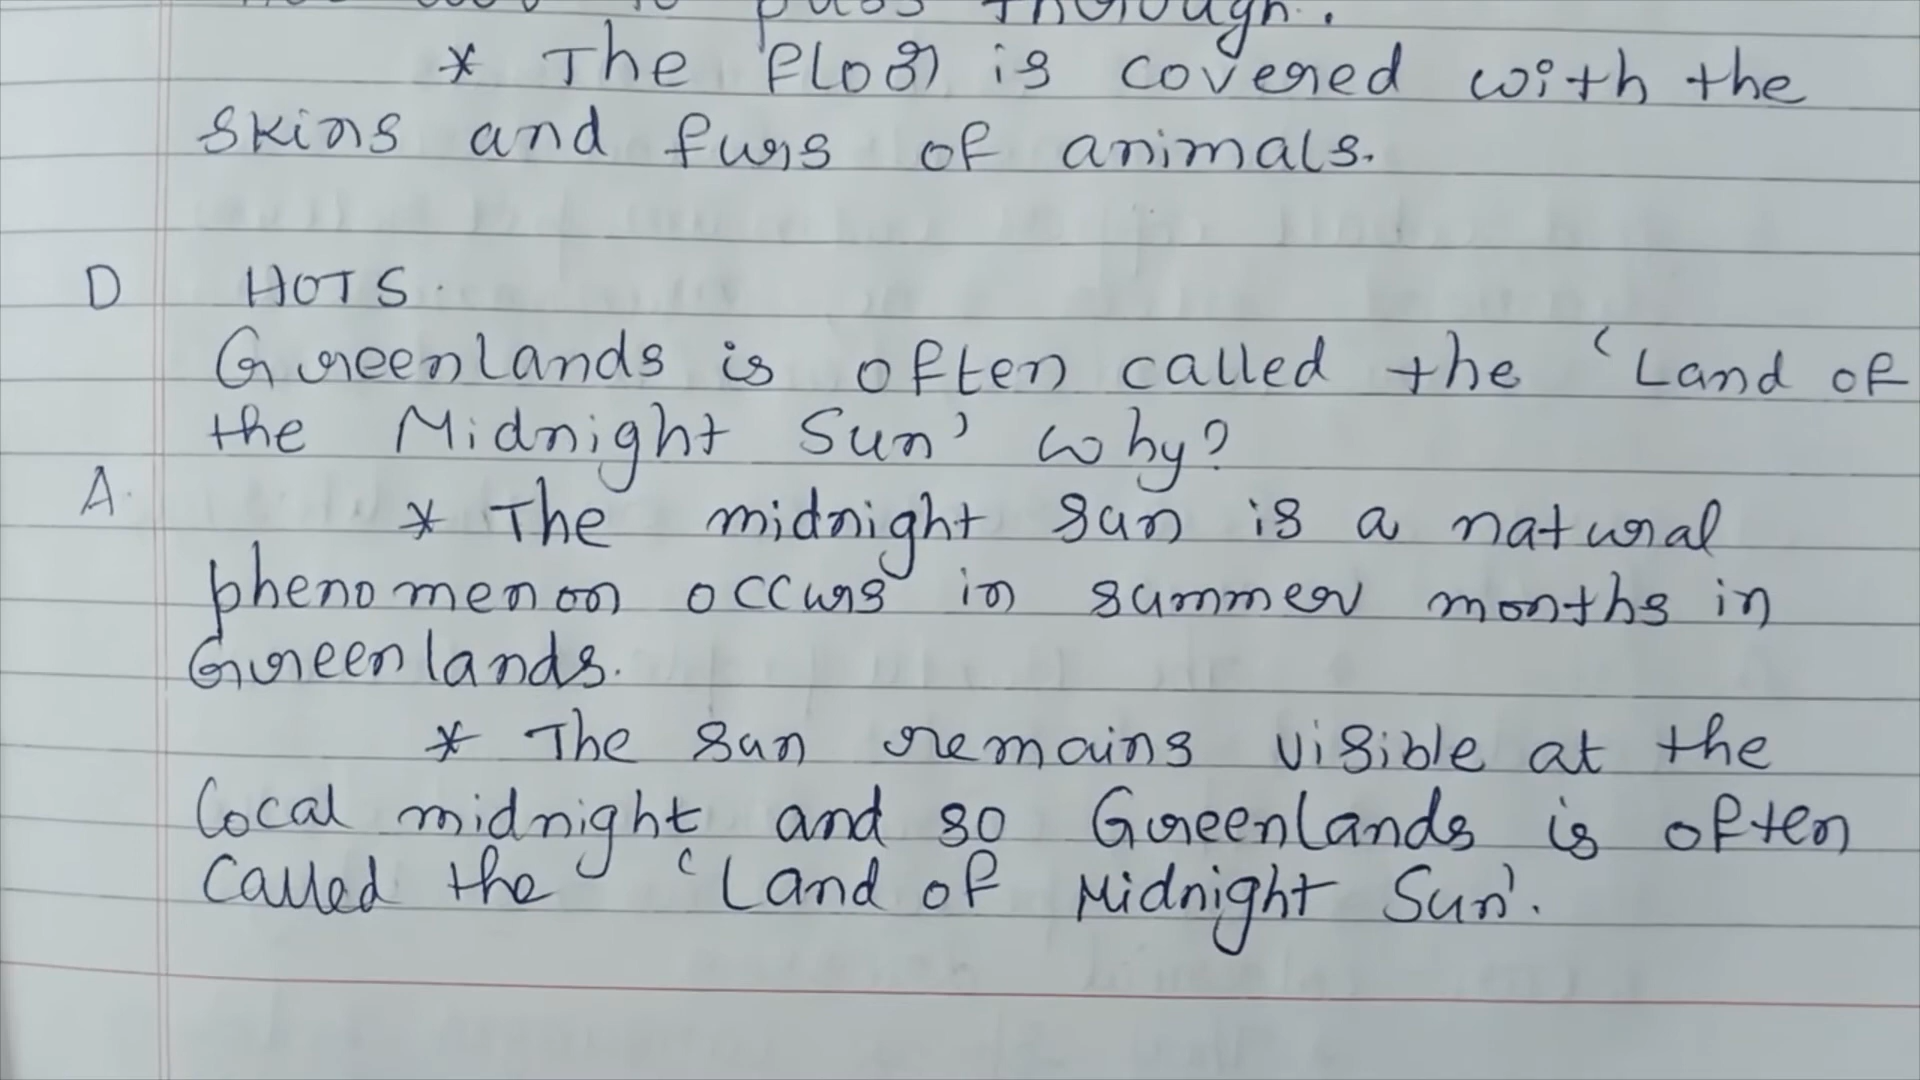 pass thorough.
* The floor is covered with the
skins and furs of animals.
D HOTS.
Greenlands is often called the 'Land of
the Midnight Sun' why?
A. * The midnight sun is a natural
phenomenon occurs in summer months in
Greenlands.
* The sun remains visible at the
local midnight and so Greenlands is often
called the 'Land of Midnight Sun'.